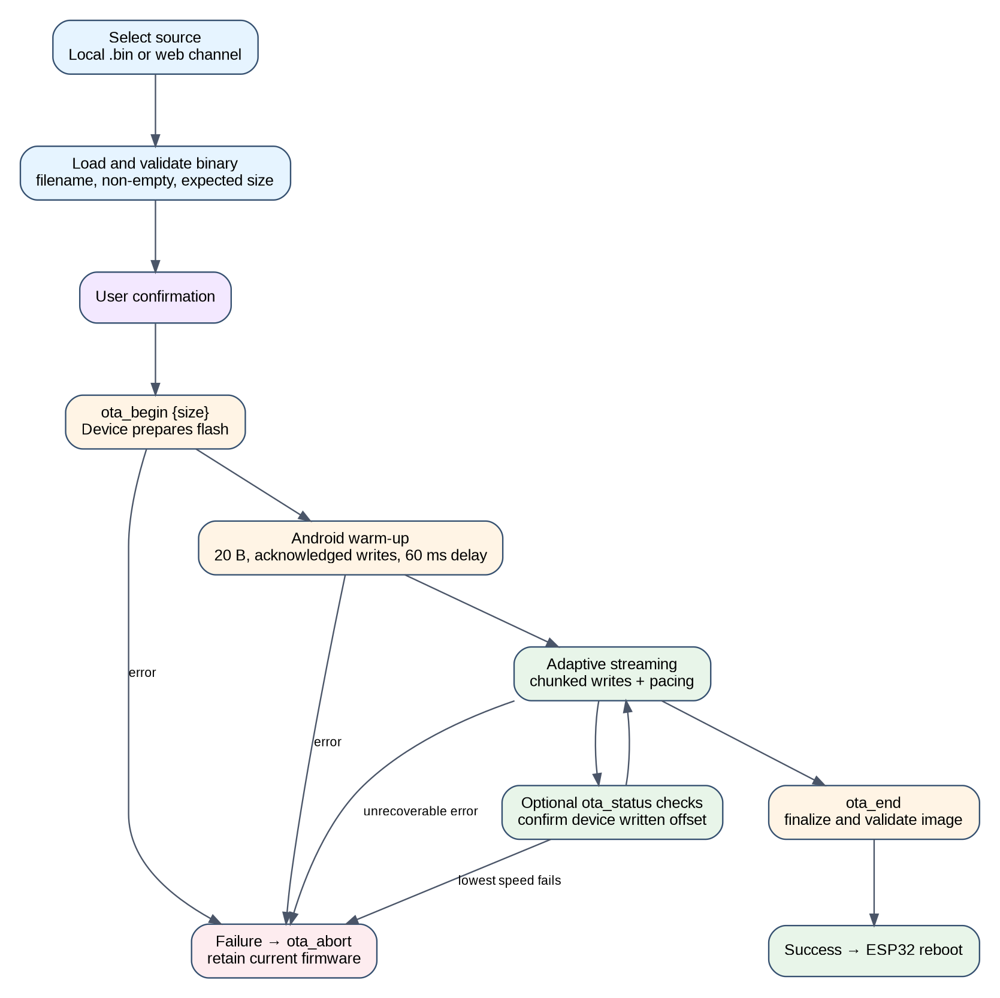 Select source
Local .bin or web channel
Load and validate binary
filename, non-empty, expected size
User confirmation
ota_begin {size}
Device prepares flash
Android warm-up
20 B, acknowledged writes, 60 ms delay
Adaptive streaming
chunked writes + pacing
error
error
Optional ota_status checks
confirm device written offset
ota_end
finalize and validate image
unrecoverable error
lowest speed fails
Failure → ota_abort
retain current firmware
Success → ESP32 reboot